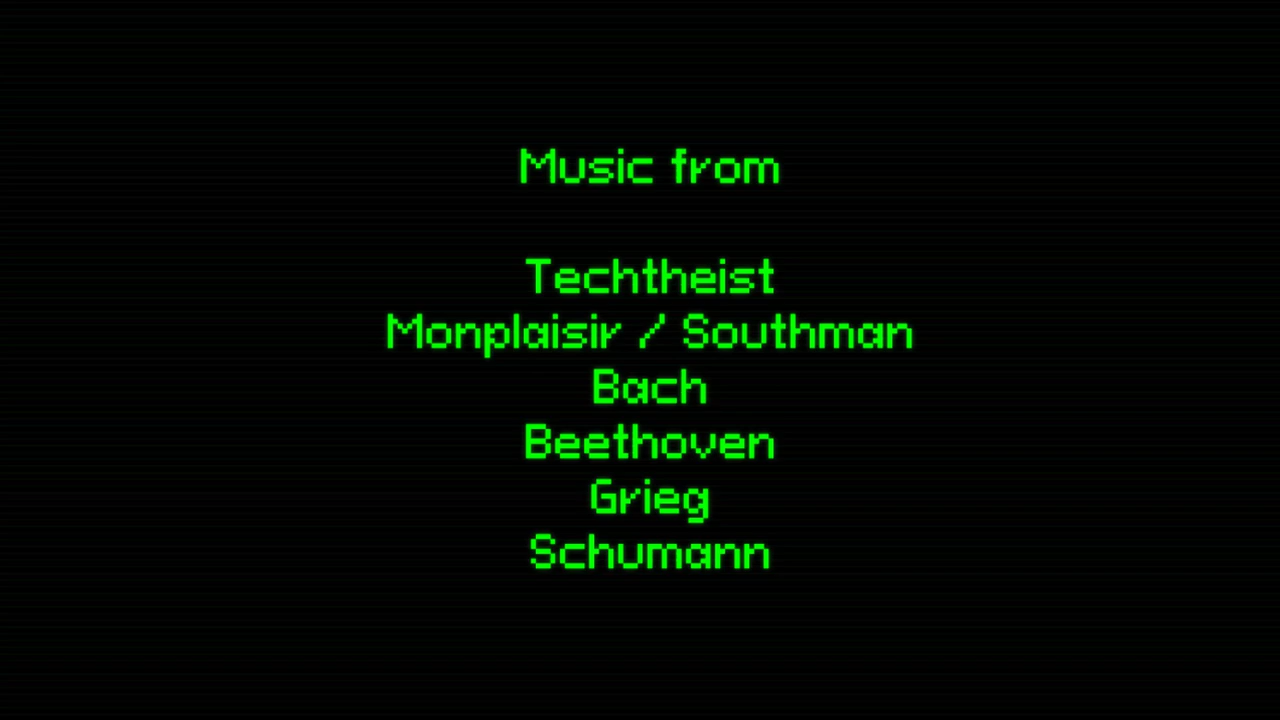 Music from
Techtheist
Monplaisir / Southman
Bach
Beethoven
Grieg
Schumann